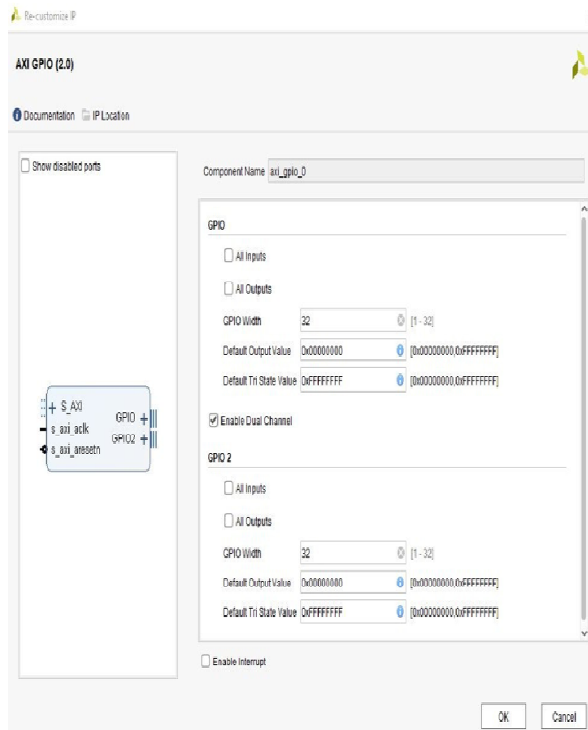 Re-customize IP
AXI GPIO (2.0)
Documentation IP Location
Show disabled ports
Component Name axi_gpio_0
GPIO
All Inputs
All Outputs
GPIO Width 32 [1 - 32]
Default Output Value 0x00000000 [0x00000000,0xFFFFFFFF]
Default Tri State Value 0xFFFFFFFF [0x00000000,0xFFFFFFFF]
Enable Dual Channel
S_AXI
s_axi_aclk
s_axi_aresetn
GPIO
GPIO2
GPIO 2
All Inputs
All Outputs
GPIO Width 32 [1 - 32]
Default Output Value 0x00000000 [0x00000000,0xFFFFFFFF]
Default Tri State Value 0xFFFFFFFF [0x00000000,0xFFFFFFFF]
Enable Interrupt
OK Cancel